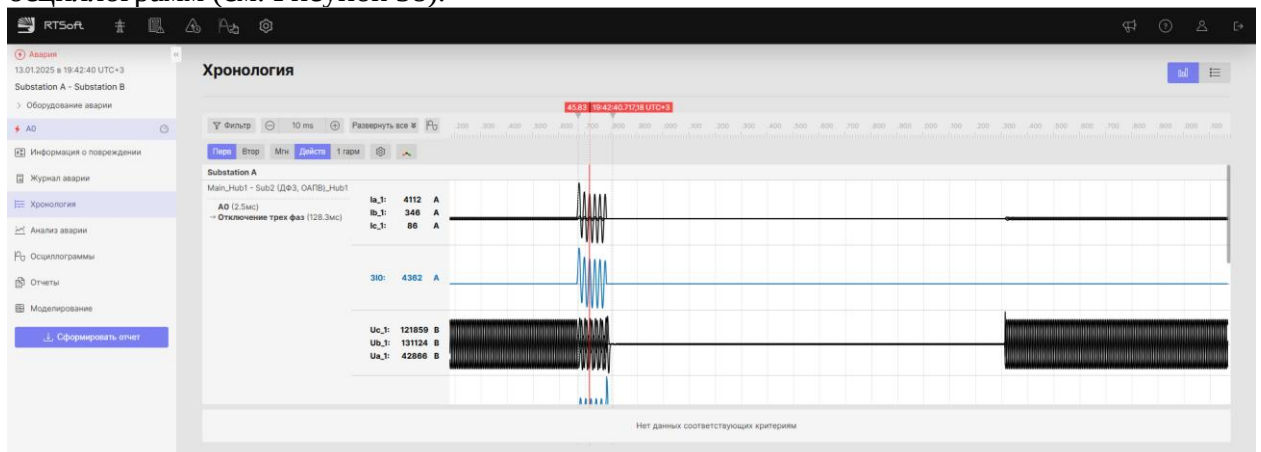 осциллограмм (см. Рисунок 38).
RTSoft
Авария
13.01.2025 в 19:42:40 UTC+3
Substation A - Substation B
Оборудование аварии
A0
Информация о повреждении
Журнал аварии
Хронология
Анализ аварии
Осциллограммы
Отчеты
Моделирование
Сформировать отчет
Хронология
45.83 19:42:40.717,18 UTC+3
Фильтр 10 ms Развернуть все
Перв Втор Мгн Действ 1 гарм
Substation A
Main_Hub1 - Sub2 (ДФЗ, ОАПВ)_Hub1
A0 (2.5мс)
→ Отключение трех фаз (128.3мс)
Ia_1: 4112 A
Ib_1: 346 A
Ic_1: 86 A
3I0: 4362 A
Uc_1: 121859 В
Ub_1: 131124 В
Ua_1: 42866 В
Нет данных соответствующих критериям